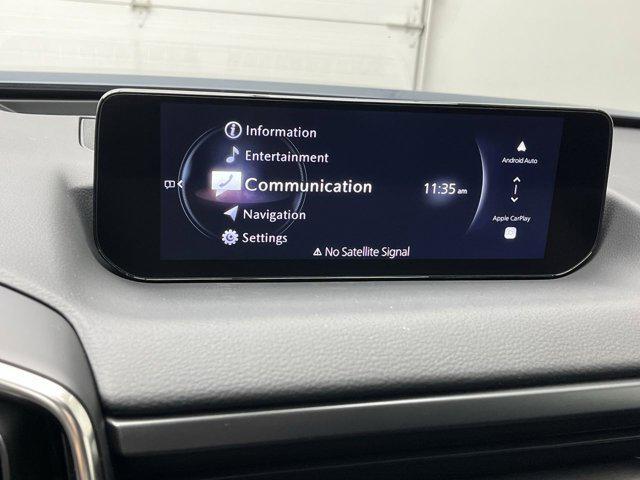 Information
Entertainment
Communication
Navigation
Settings
11:35 am
Android Auto
Apple CarPlay
No Satellite Signal